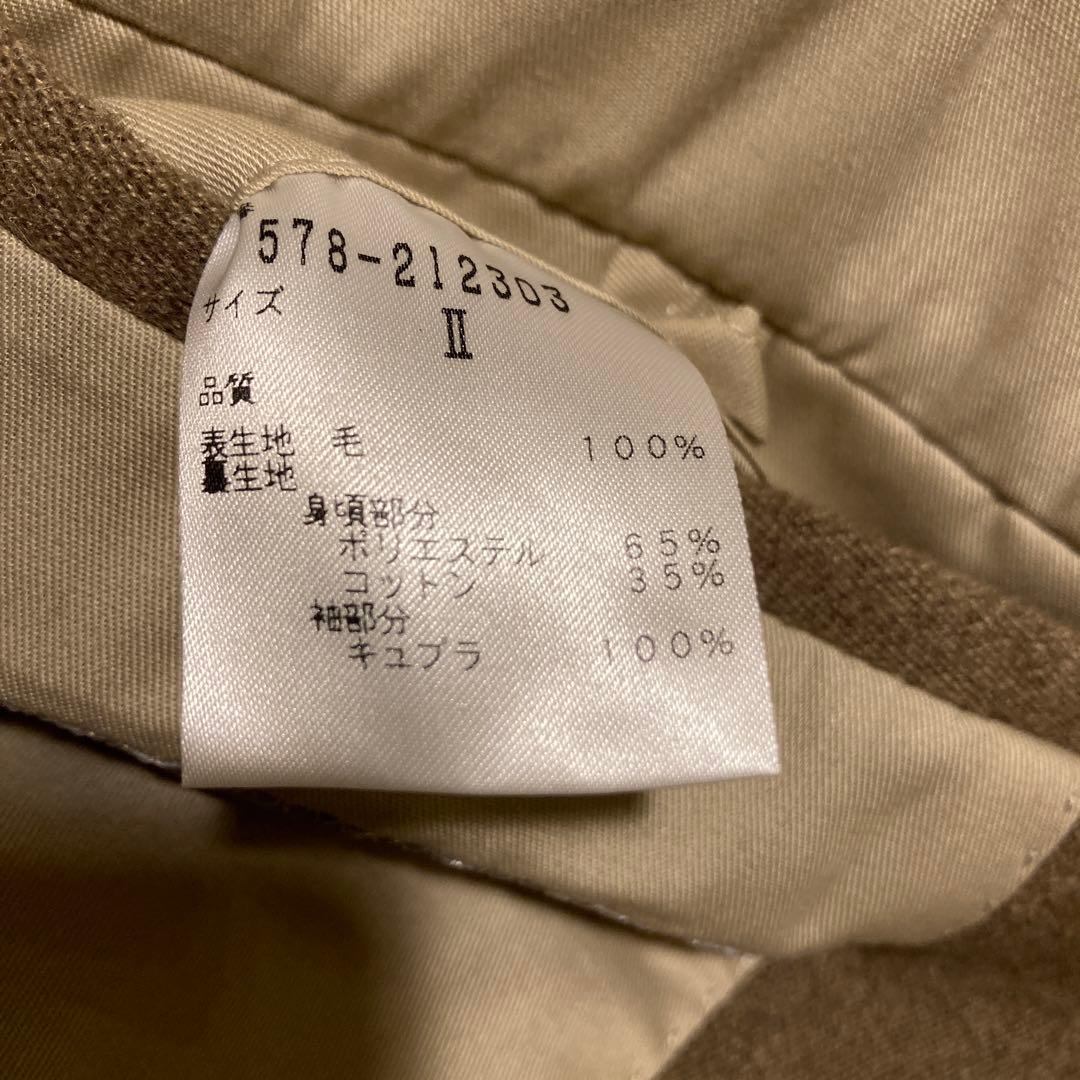 578-212303
サイズ II
品質
表生地 毛 100%
裏生地
身頃部分
ポリエステル 65%
コットン 35%
袖部分
キュプラ 100%